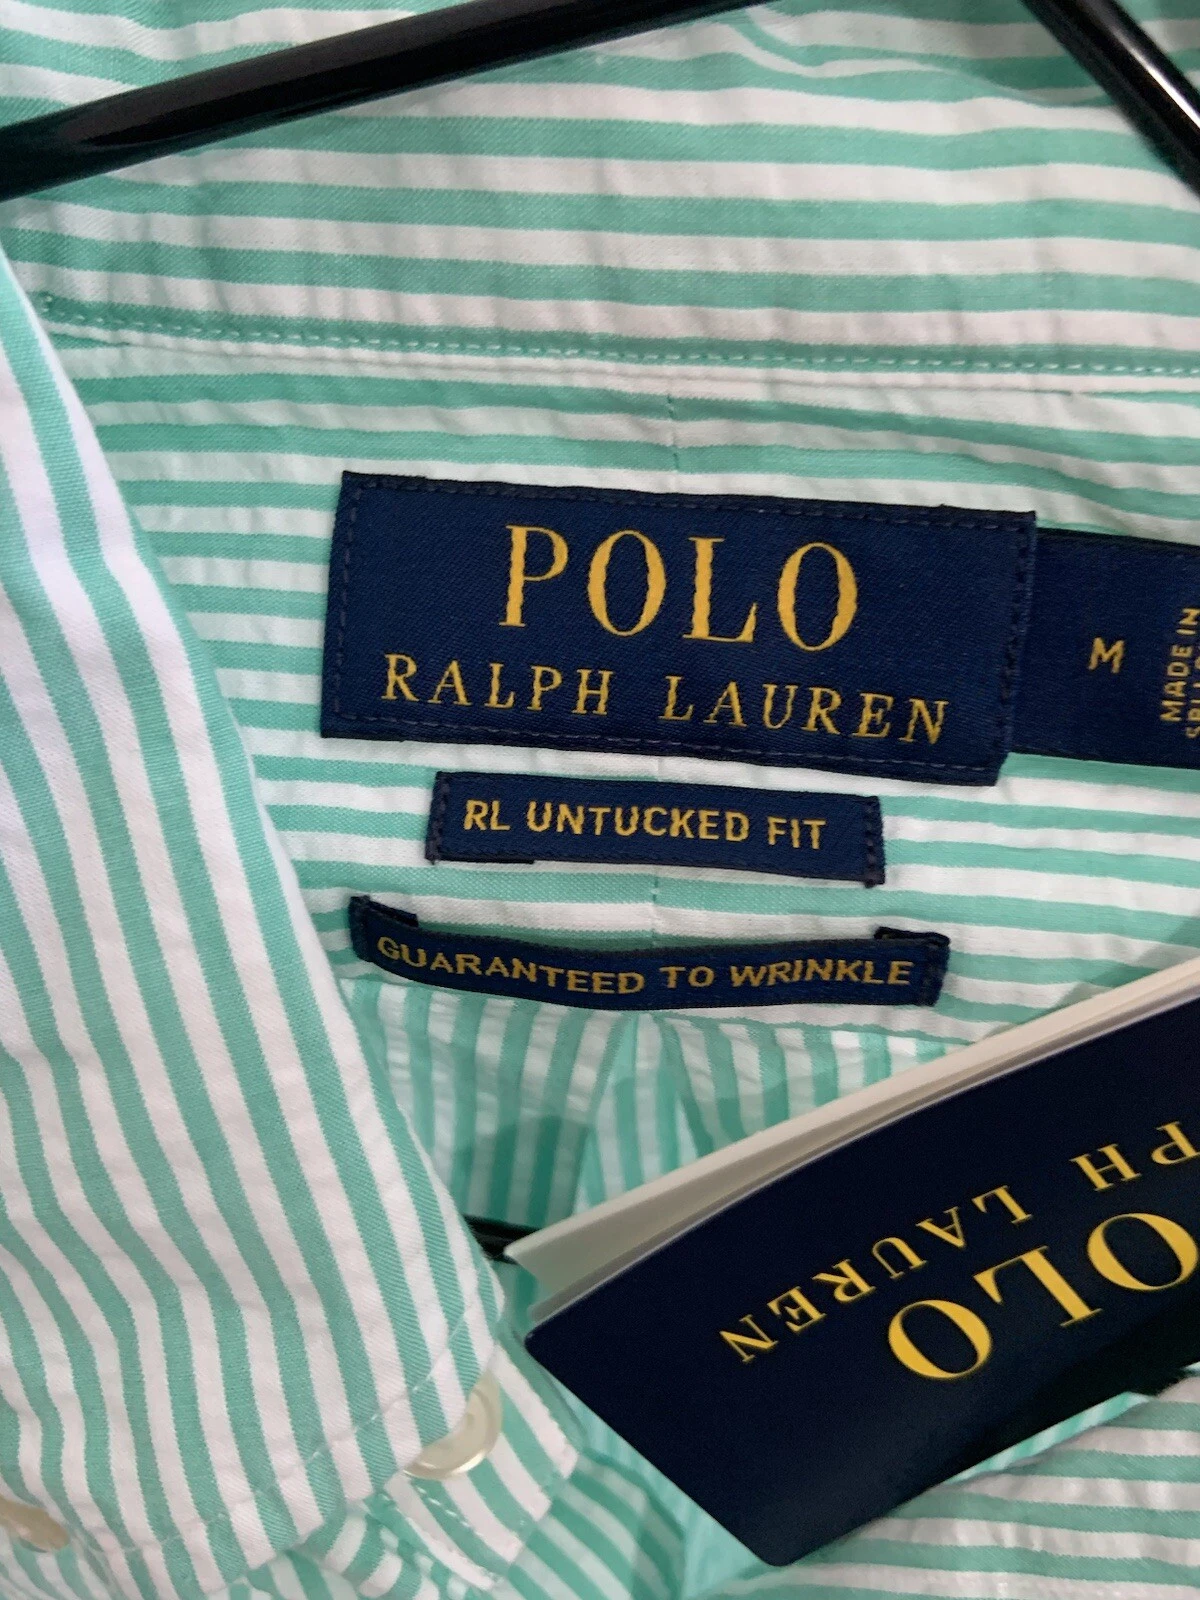 POLO
RALPH LAUREN
M
MADE IN
RL UNTUCKED FIT
GUARANTEED TO WRINKLE
OLO
PH LAUREN